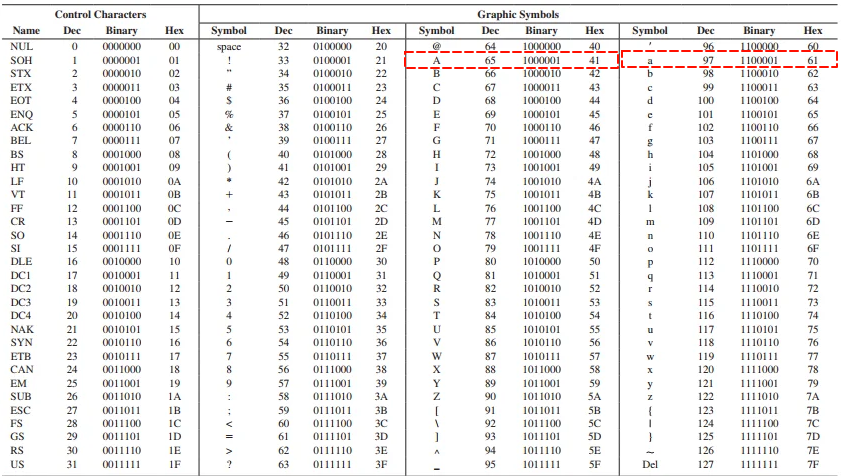 Control Characters Graphic Symbols
Name Dec Binary Hex Symbol Dec Binary Hex Symbol Dec Binary Hex Symbol Dec Binary Hex
NUL 0 0000000 00 space 32 0100000 20 @ 64 1000000 40 ′ 96 1100000 60
SOH 1 0000001 01 ! 33 0100001 21 A 65 1000001 41 a 97 1100001 61
STX 2 0000010 02 ” 34 0100010 22 B 66 1000010 42 b 98 1100010 62
ETX 3 0000011 03 # 35 0100011 23 C 67 1000011 43 c 99 1100011 63
EOT 4 0000100 04 $ 36 0100100 24 D 68 1000100 44 d 100 1100100 64
ENQ 5 0000101 05 % 37 0100101 25 E 69 1000101 45 e 101 1100101 65
ACK 6 0000110 06 & 38 0100110 26 F 70 1000110 46 f 102 1100110 66
BEL 7 0000111 07 ’ 39 0100111 27 G 71 1000111 47 g 103 1100111 67
BS 8 0001000 08 ( 40 0101000 28 H 72 1001000 48 h 104 1101000 68
HT 9 0001001 09 ) 41 0101001 29 I 73 1001001 49 i 105 1101001 69
LF 10 0001010 0A * 42 0101010 2A J 74 1001010 4A j 106 1101010 6A
VT 11 0001011 0B + 43 0101011 2B K 75 1001011 4B k 107 1101011 6B
FF 12 0001100 0C , 44 0101100 2C L 76 1001100 4C l 108 1101100 6C
CR 13 0001101 0D − 45 0101101 2D M 77 1001101 4D m 109 1101101 6D
SO 14 0001110 0E . 46 0101110 2E N 78 1001110 4E n 110 1101110 6E
SI 15 0001111 0F / 47 0101111 2F O 79 1001111 4F o 111 1101111 6F
DLE 16 0010000 10 0 48 0110000 30 P 80 1010000 50 p 112 1110000 70
DC1 17 0010001 11 1 49 0110001 31 Q 81 1010001 51 q 113 1110001 71
DC2 18 0010010 12 2 50 0110010 32 R 82 1010010 52 r 114 1110010 72
DC3 19 0010011 13 3 51 0110011 33 S 83 1010011 53 s 115 1110011 73
DC4 20 0010100 14 4 52 0110100 34 T 84 1010100 54 t 116 1110100 74
NAK 21 0010101 15 5 53 0110101 35 U 85 1010101 55 u 117 1110101 75
SYN 22 0010110 16 6 54 0110110 36 V 86 1010110 56 v 118 1110110 76
ETB 23 0010111 17 7 55 0110111 37 W 87 1010111 57 w 119 1110111 77
CAN 24 0011000 18 8 56 0111000 38 X 88 1011000 58 x 120 1111000 78
EM 25 0011001 19 9 57 0111001 39 Y 89 1011001 59 y 121 1111001 79
SUB 26 0011010 1A : 58 0111010 3A Z 90 1011010 5A z 122 1111010 7A
ESC 27 0011011 1B ; 59 0111011 3B [ 91 1011011 5B { 123 1111011 7B
FS 28 0011100 1C < 60 0111100 3C \ 92 1011100 5C | 124 1111100 7C
GS 29 0011101 1D = 61 0111101 3D ] 93 1011101 5D } 125 1111101 7D
RS 30 0011110 1E > 62 0111110 3E ^ 94 1011110 5E ~ 126 1111110 7E
US 31 0011111 1F ? 63 0111111 3F _ 95 1011111 5F Del 127 1111111 7F